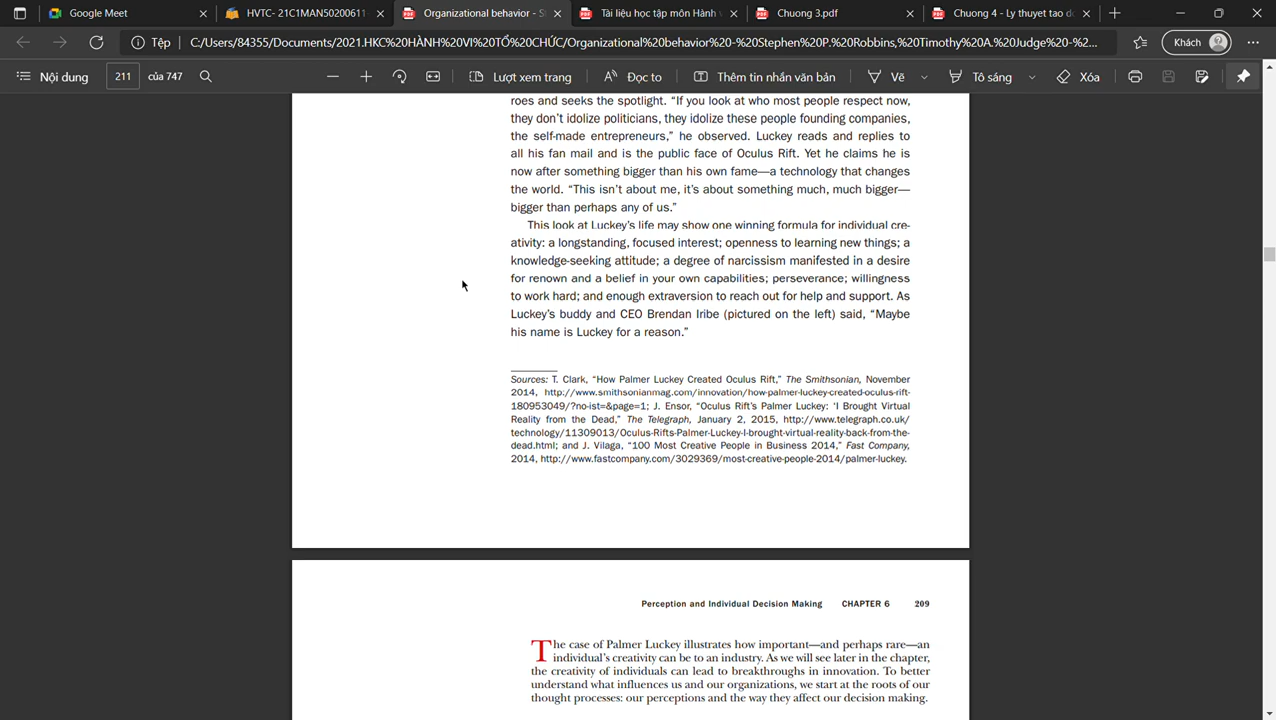 Google Meet
HVTC- 21C1MAN50200611
Organizational behavior - S
Tài liệu học tập môn Hành v
Chuong 3.pdf
Chuong 4 - Ly thuyet tao do
Tệp
C:/Users/84355/Documents/2021.HKC%20HÀNH%20VI%20TỔ%20CHỨC/Organizational%20behavior%20-%20Stephen%20P.%20Robbins,%20Timothy%20A.%20Judge%20-%2...
Khách
Nội dung
211
của 747
Lượt xem trang
Đọc to
Thêm tin nhắn văn bản
Vẽ
Tô sáng
Xóa
roes and seeks the spotlight. “If you look at who most people respect now,
they don’t idolize politicians, they idolize these people founding companies,
the self-made entrepreneurs,” he observed. Luckey reads and replies to
all his fan mail and is the public face of Oculus Rift. Yet he claims he is
now after something bigger than his own fame—a technology that changes
the world. “This isn’t about me, it’s about something much, much bigger—
bigger than perhaps any of us.”
This look at Luckey’s life may show one winning formula for individual cre-
ativity: a longstanding, focused interest; openness to learning new things; a
knowledge-seeking attitude; a degree of narcissism manifested in a desire
for renown and a belief in your own capabilities; perseverance; willingness
to work hard; and enough extraversion to reach out for help and support. As
Luckey’s buddy and CEO Brendan Iribe (pictured on the left) said, “Maybe
his name is Luckey for a reason.”
Sources: T. Clark, “How Palmer Luckey Created Oculus Rift,” The Smithsonian, November
2014, http://www.smithsonianmag.com/innovation/how-palmer-luckey-created-oculus-rift-
180953049/?no-ist=&page=1; J. Ensor, “Oculus Rift’s Palmer Luckey: ‘I Brought Virtual
Reality from the Dead,” The Telegraph, January 2, 2015, http://www.telegraph.co.uk/
technology/11309013/Oculus-Rifts-Palmer-Luckey-I-brought-virtual-reality-back-from-the-
dead.html; and J. Vilaga, “100 Most Creative People in Business 2014,” Fast Company,
2014, http://www.fastcompany.com/3029369/most-creative-people-2014/palmer-luckey.
Perception and Individual Decision Making CHAPTER 6 209
The case of Palmer Luckey illustrates how important—and perhaps rare—an
individual’s creativity can be to an industry. As we will see later in the chapter,
the creativity of individuals can lead to breakthroughs in innovation. To better
understand what influences us and our organizations, we start at the roots of our
thought processes: our perceptions and the way they affect our decision making.